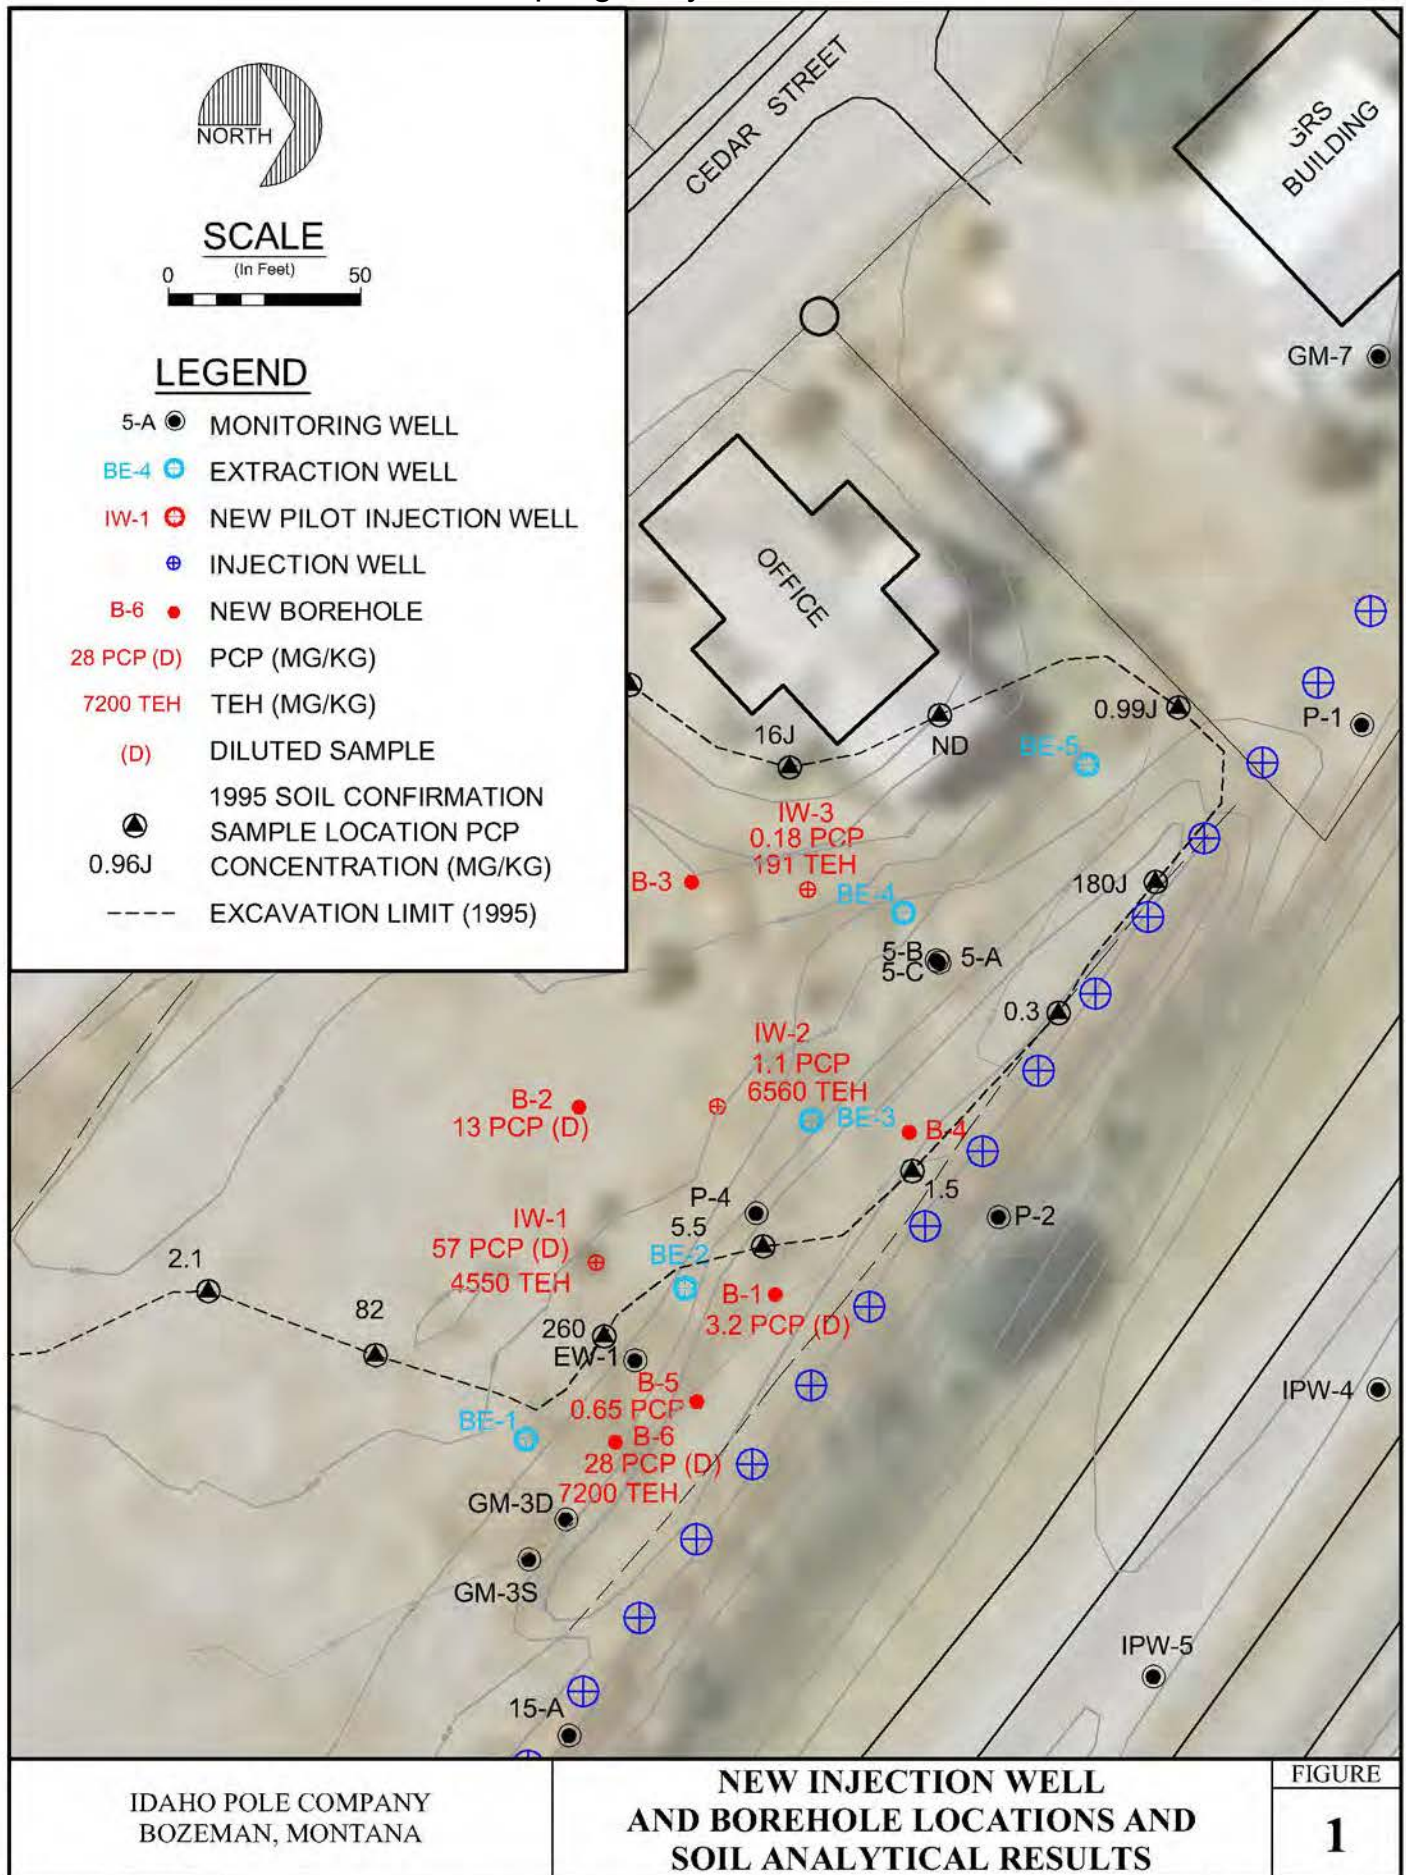 NORTH
SCALE
(In Feet)
0 50
LEGEND
5-A MONITORING WELL
BE-4 EXTRACTION WELL
IW-1 NEW PILOT INJECTION WELL
INJECTION WELL
B-6 NEW BOREHOLE
28 PCP (D) PCP (MG/KG)
7200 TEH TEH (MG/KG)
(D) DILUTED SAMPLE
1995 SOIL CONFIRMATION
SAMPLE LOCATION PCP
0.96J CONCENTRATION (MG/KG)
EXCAVATION LIMIT (1995)
CEDAR STREET
GRS
BUILDING
GM-7
OFFICE
0.99J
P-1
16J
ND
BE-5
IW-3
0.18 PCP
191 TEH
B-3
BE-4
180J
5-B
5-C
5-A
0.3
IW-2
1.1 PCP
6560 TEH
B-2
13 PCP (D)
BE-3
B-4
1.5
P-4
P-2
5.5
IW-1
57 PCP (D)
4550 TEH
BE-2
2.1
B-1
3.2 PCP (D)
82
260
EW-1
B-5
0.65 PCP
IPW-4
BE-1
B-6
28 PCP (D)
7200 TEH
GM-3D
GM-3S
IPW-5
15-A
IDAHO POLE COMPANY
BOZEMAN, MONTANA
NEW INJECTION WELL
AND BOREHOLE LOCATIONS AND
SOIL ANALYTICAL RESULTS
FIGURE
1